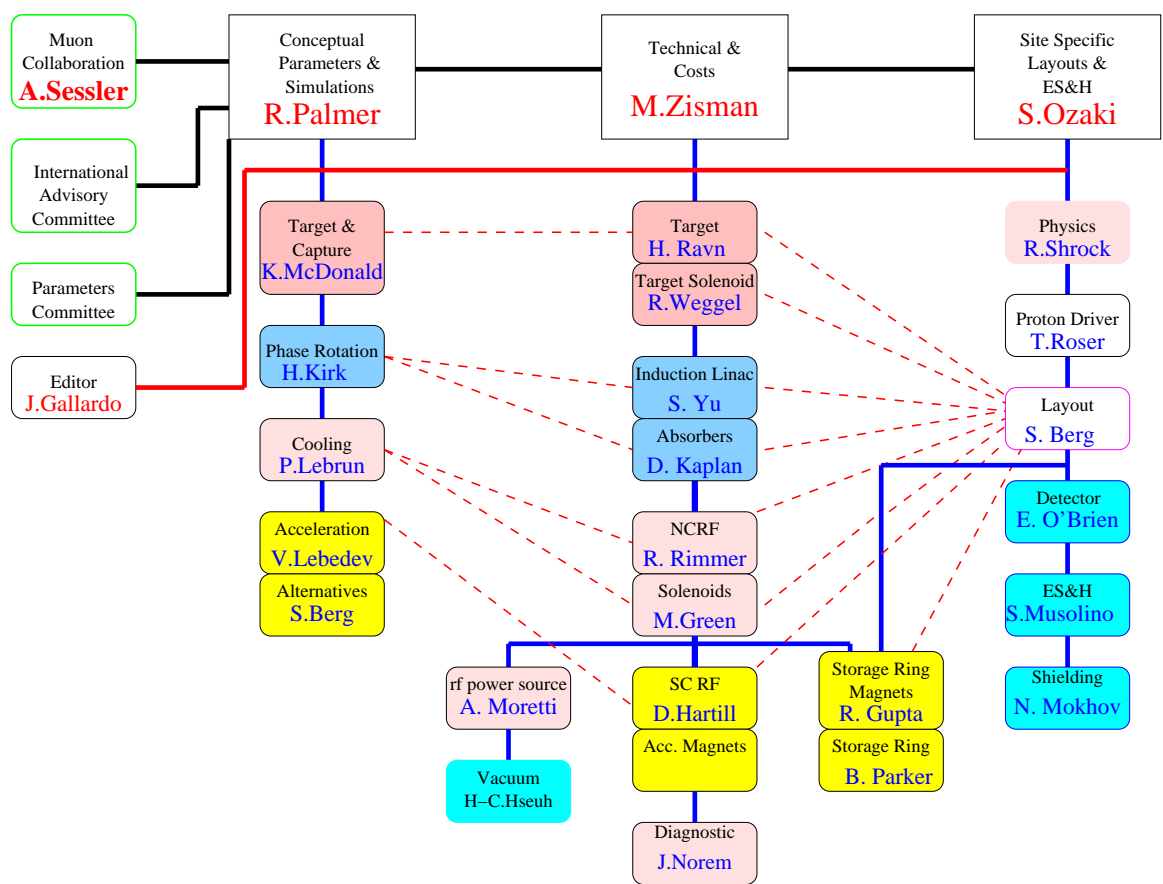 Muon
Collaboration
A.Sessler
International
Advisory
Committee
Parameters
Committee
Editor
J.Gallardo
Conceptual
Parameters &
Simulations
R.Palmer
Target &
Capture
K.McDonald
Phase Rotation
H.Kirk
Cooling
P.Lebrun
Acceleration
V.Lebedev
Alternatives
S.Berg
Technical &
Costs
M.Zisman
Target
H. Ravn
Target Solenoid
R.Weggel
Induction Linac
S. Yu
Absorbers
D. Kaplan
NCRF
R. Rimmer
Solenoids
M.Green
rf power source
A. Moretti
Vacuum
H−C.Hseuh
SC RF
D.Hartill
Acc. Magnets
Diagnostic
J.Norem
Storage Ring
Magnets
R. Gupta
Storage Ring
B. Parker
Site Specific
Layouts &
ES&H
S.Ozaki
Physics
R.Shrock
Proton Driver
T.Roser
Layout
S. Berg
Detector
E. O’Brien
ES&H
S.Musolino
Shielding
N. Mokhov